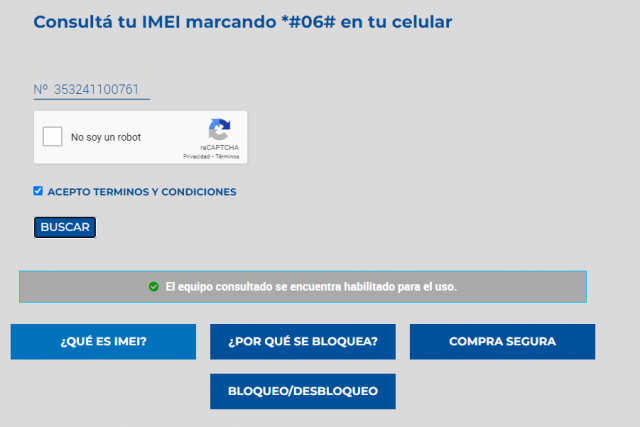 Consultá tu IMEI marcando *#06# en tu celular
Nº 353241100761
No soy un robot
reCAPTCHA
Privacidad - Términos
ACEPTO TERMINOS Y CONDICIONES
BUSCAR
El equipo consultado se encuentra habilitado para el uso.
¿QUÉ ES IMEI?
¿POR QUÉ SE BLOQUEA?
COMPRA SEGURA
BLOQUEO/DESBLOQUEO